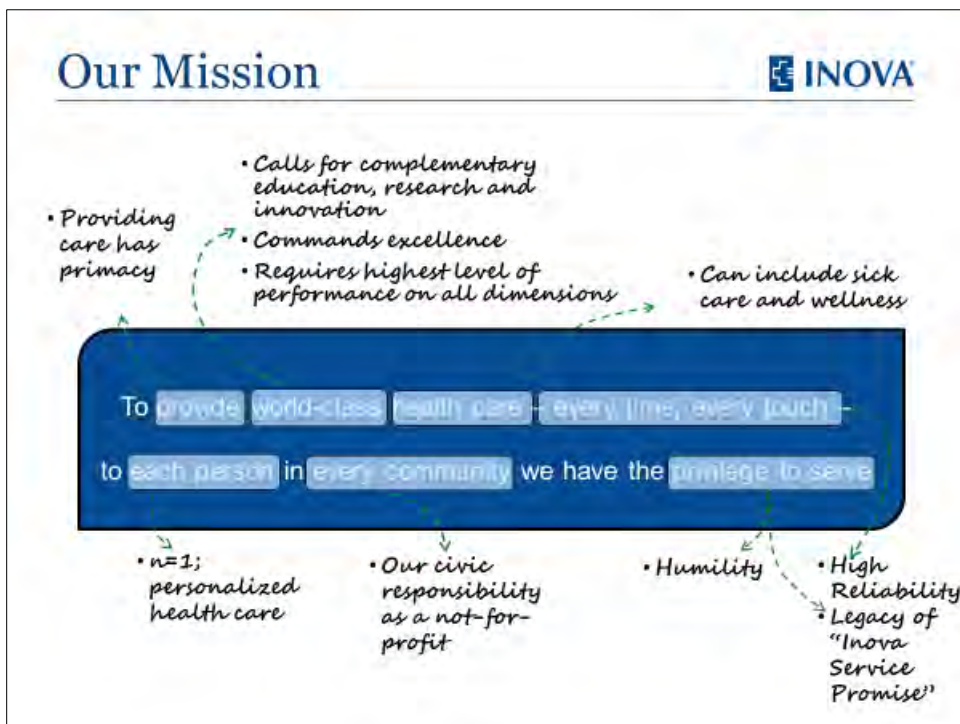 Our Mission
INOVA
• Calls for complementary
education, research and
innovation
• Commands excellence
• Requires highest level of
performance on all dimensions
• Providing
care has
primacy
• Can include sick
care and wellness
To provide world-class health care – every time, every touch –
to each person in every community we have the privilege to serve
• n=1;
personalized
health care
• Our civic
responsibility
as a not-for-
profit
• Humility
• High
Reliability
• Legacy of
“Inova
Service
Promise”